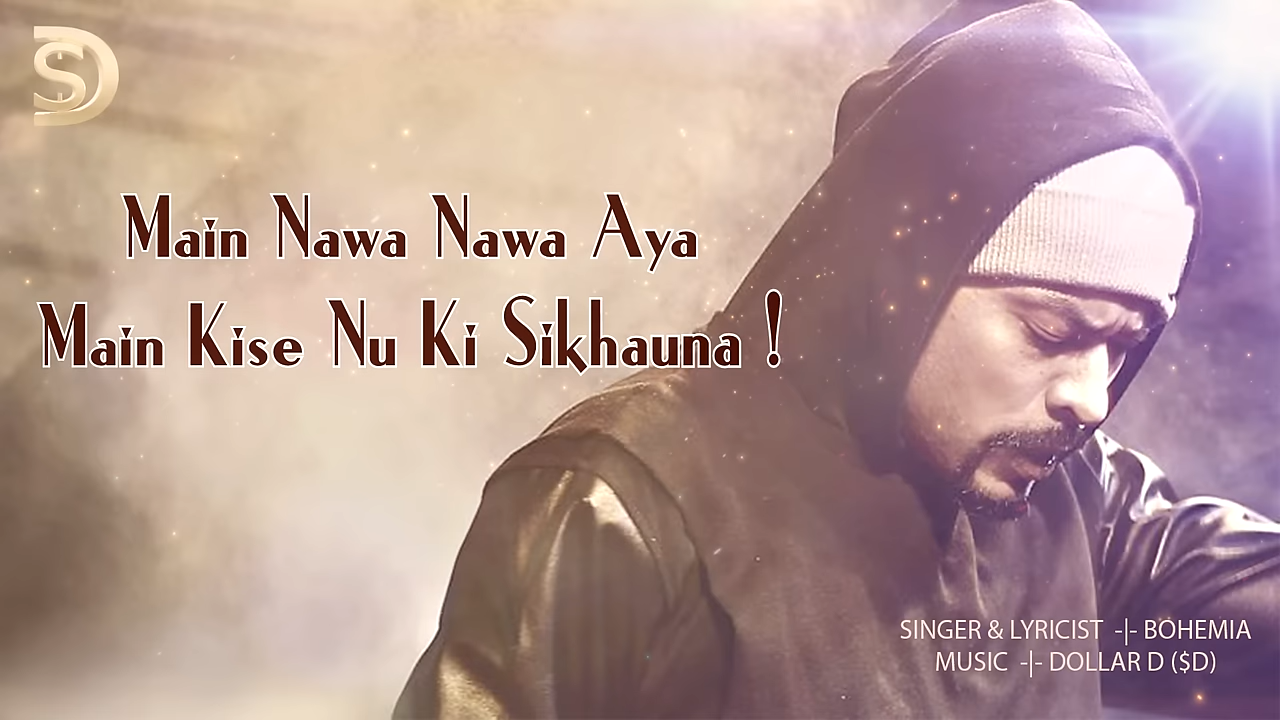 $D
Main Nawa Nawa Aya
Main Kise Nu Ki Sikhauna !
SINGER & LYRICIST -|- BOHEMIA
MUSIC -|- DOLLAR D ($D)